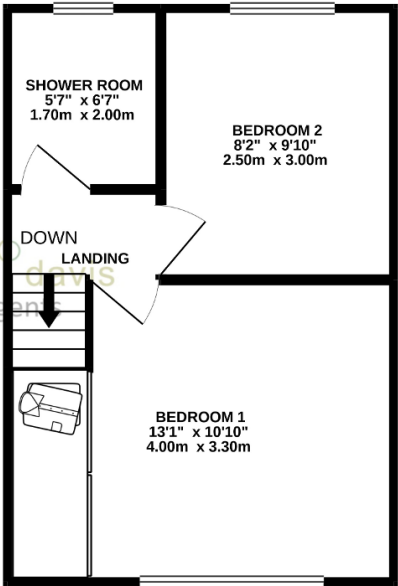 SHOWER ROOM
5'7" x 6'7"
1.70m x 2.00m
BEDROOM 2
8'2" x 9'10"
2.50m x 3.00m
DOWN
LANDING
davis
gents
BEDROOM 1
13'1" x 10'10"
4.00m x 3.30m